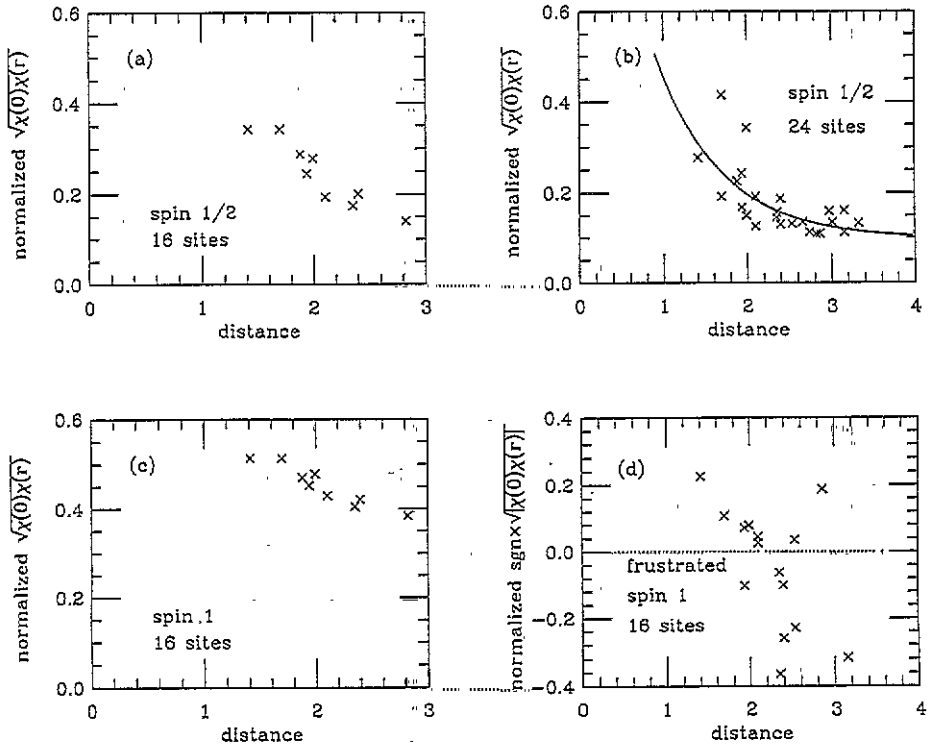 (a)
normalized √χ(0)χ(r)
0.6
0.4
0.2
0.0
spin 1/2
16 sites
0 1 2 3
distance
(b)
normalized √χ(0)χ(r)
0.6
0.4
0.2
0.0
spin 1/2
24 sites
0 1 2 3 4
distance
(c)
normalized √χ(0)χ(r)
0.6
0.4
0.2
0.0
spin 1
16 sites
0 1 2 3
distance
(d)
normalized sgn×√|χ(0)χ(r)|
0.4
0.2
0.0
−0.2
−0.4
frustrated
spin 1
16 sites
0 1 2 3 4
distance